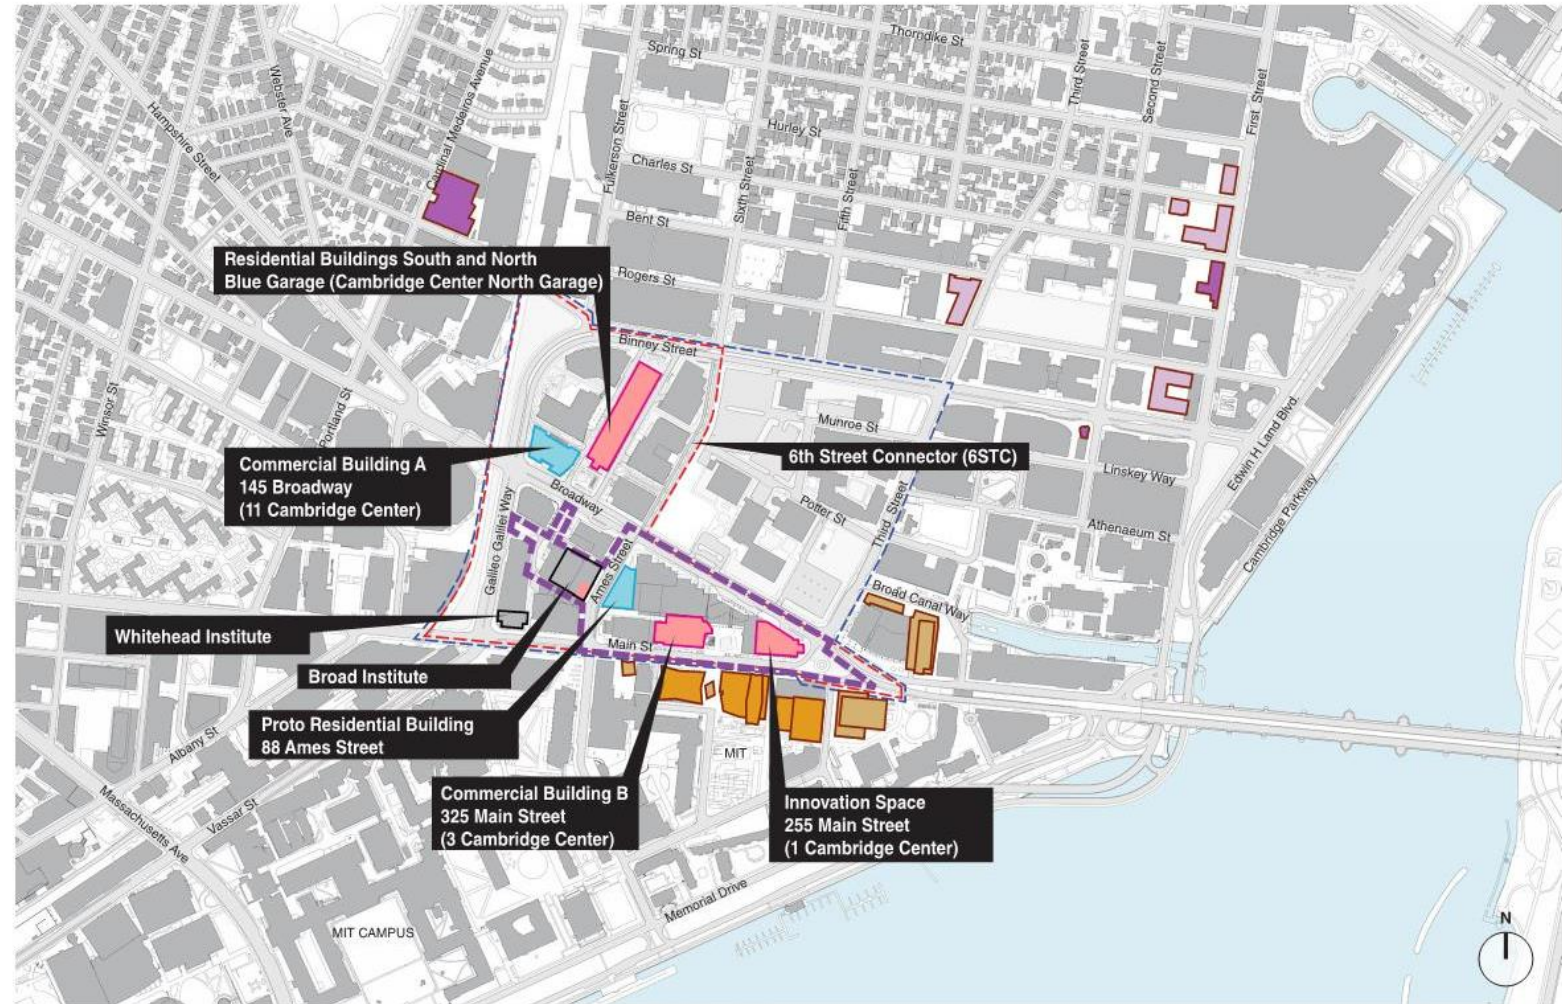 Thorndike St
Spring St
Third Street
Second Street
First Street
Webster Ave
Cardinal Medeiros Avenue
Hampshire Street
Fulkerson Street
Hurley St
Charles St
Sixth Street
Fifth Street
Bent St
Residential Buildings South and North
Blue Garage (Cambridge Center North Garage)
Rogers St
Binney Street
Winsor St
Portland St
Munroe St
Edwin H Land Blvd.
Commercial Building A
145 Broadway
(11 Cambridge Center)
6th Street Connector (6STC)
Linskey Way
Broadway
Potter St
Third Street
Athenaeum St
Cambridge Parkway
Galileo Galilei Way
Ames Street
Broad Canal Way
Whitehead Institute
Main St
Broad Institute
Proto Residential Building
88 Ames Street
Albany St
MIT
Commercial Building B
325 Main Street
(3 Cambridge Center)
Innovation Space
255 Main Street
(1 Cambridge Center)
Massachusetts Ave
Vassar St
Memorial Drive
MIT CAMPUS
N